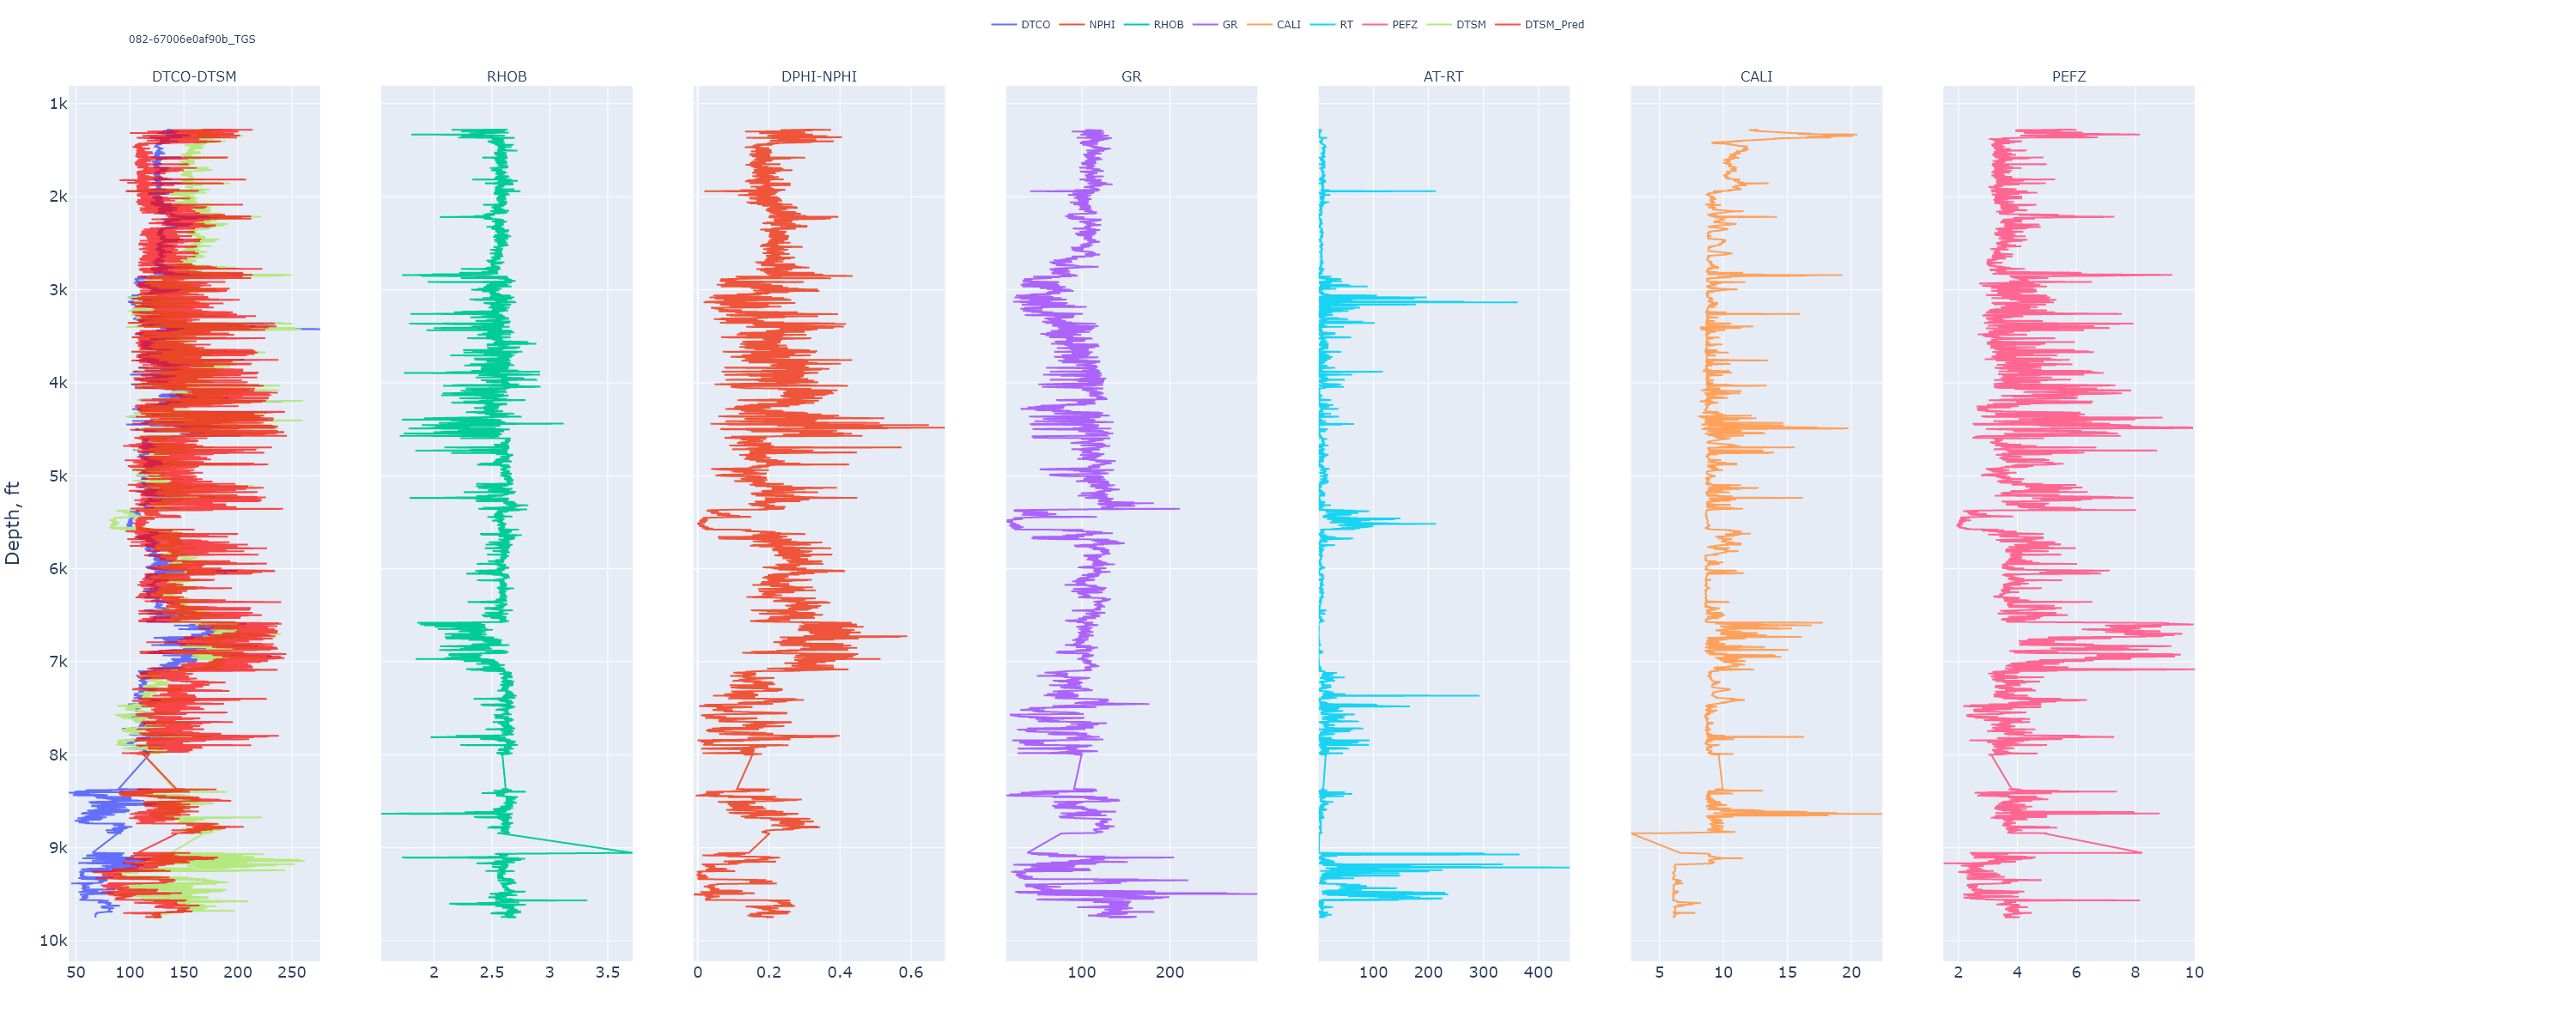 DTCO NPHI RHOB GR CALI RT PEFZ DTSM DTSM_Pred
082-67006e0af90b_TGS
DTCO-DTSM RHOB DPHI-NPHI GR AT-RT CALI PEFZ
Depth, ft
1k
2k
3k
4k
5k
6k
7k
8k
9k
10k
50 100 150 200 250 2 2.5 3 3.5 0 0.2 0.4 0.6 100 200 100 200 300 400 5 10 15 20 2 4 6 8 10